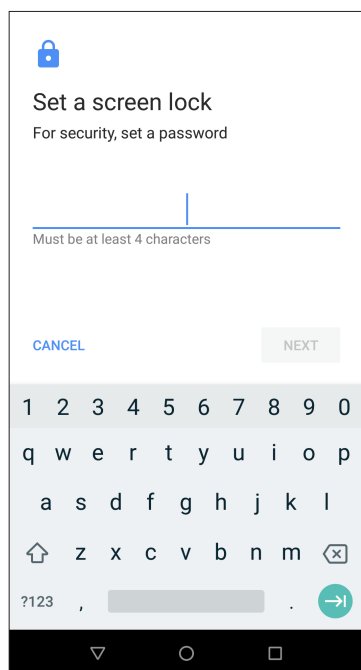 Set a screen lock
For security, set a password
Must be at least 4 characters
CANCEL NEXT
1 2 3 4 5 6 7 8 9 0
q w e r t y u i o p
a s d f g h j k l
z x c v b n m
?123 , .